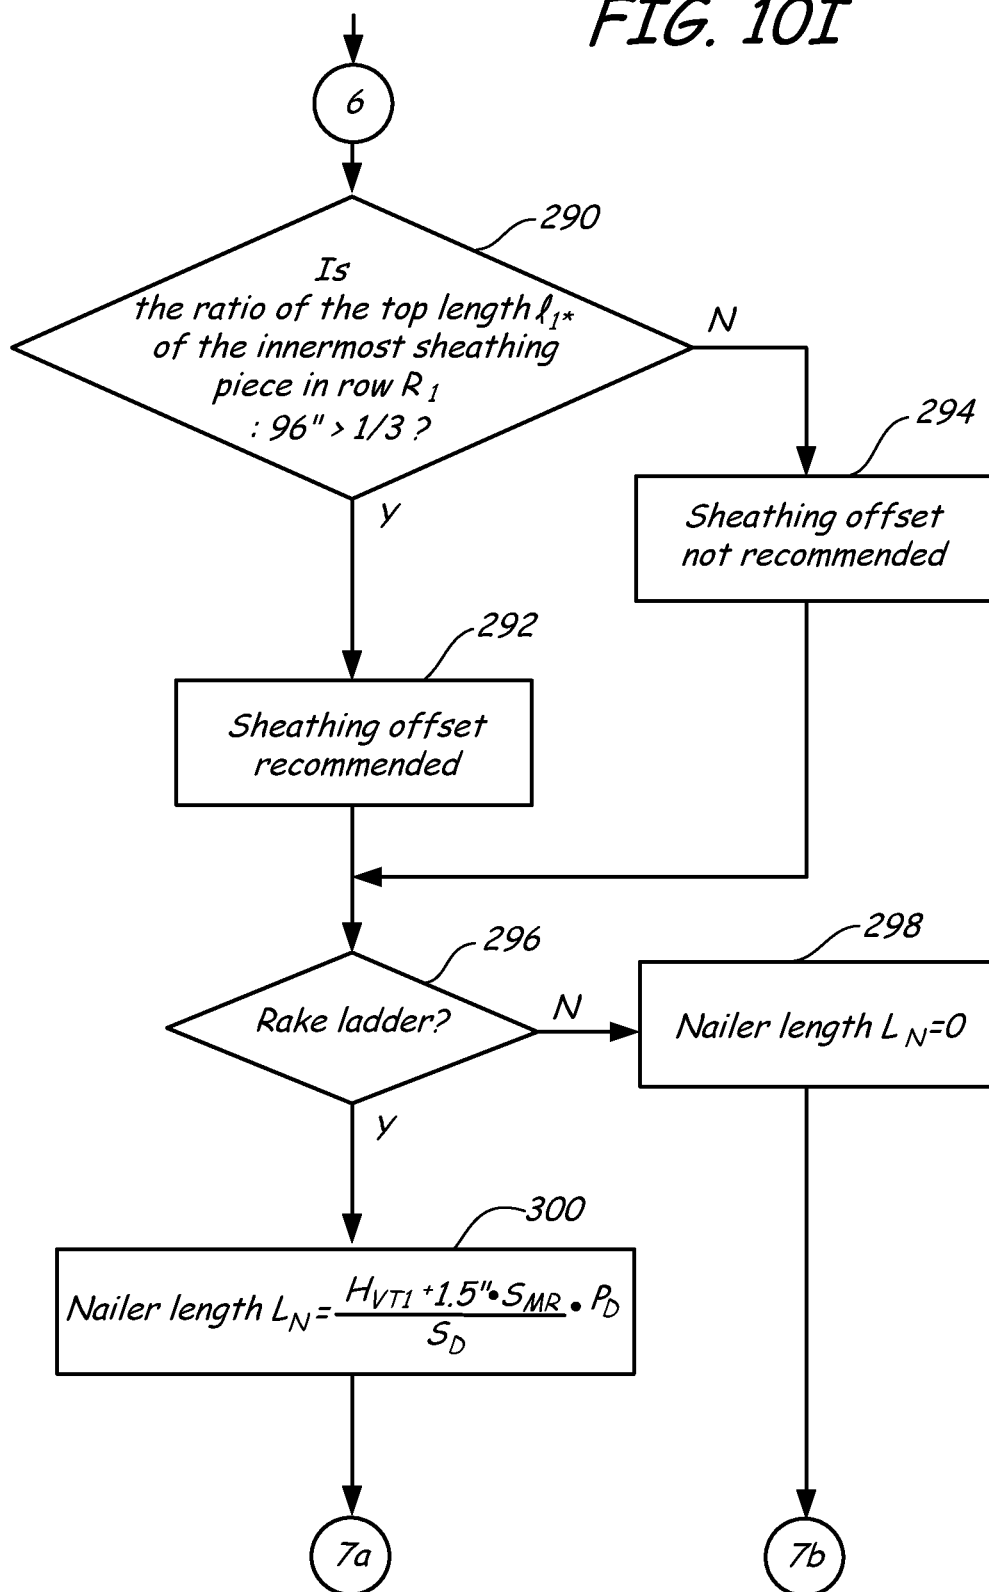 FIG. 10I
6
290
Is
the ratio of the top length ℓ1*
of the innermost sheathing
piece in row R1
: 96" > 1/3 ?
N
Y
294
Sheathing offset
not recommended
292
Sheathing offset
recommended
296
Rake ladder?
N
Y
298
Nailer length LN=0
300
Nailer length LN = HVT1 +1.5"•SMR / SD • PD
7a
7b